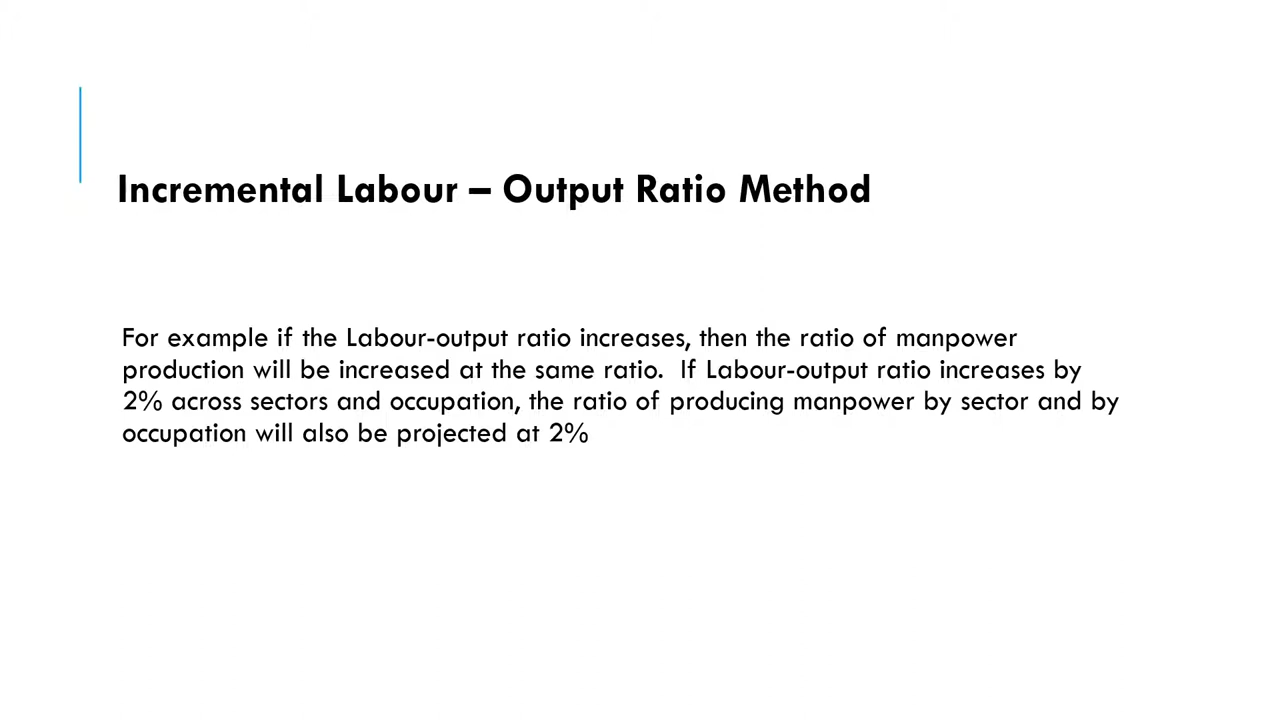 Incremental Labour – Output Ratio Method
For example if the Labour-output ratio increases, then the ratio of manpower
production will be increased at the same ratio.  If Labour-output ratio increases by
2% across sectors and occupation, the ratio of producing manpower by sector and by
occupation will also be projected at 2%